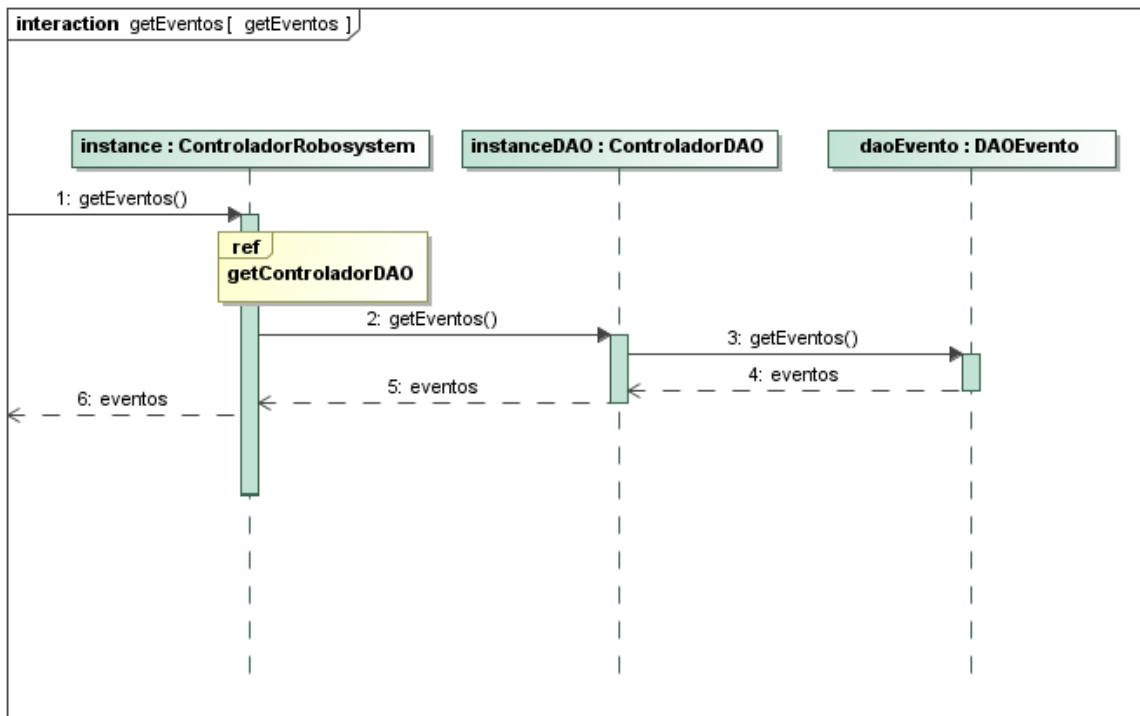 interaction getEventos [ getEventos ]
instance : ControladorRobosystem
instanceDAO : ControladorDAO
daoEvento : DAOEvento
1: getEventos()
ref
getControladorDAO
2: getEventos()
3: getEventos()
4: eventos
5: eventos
6: eventos